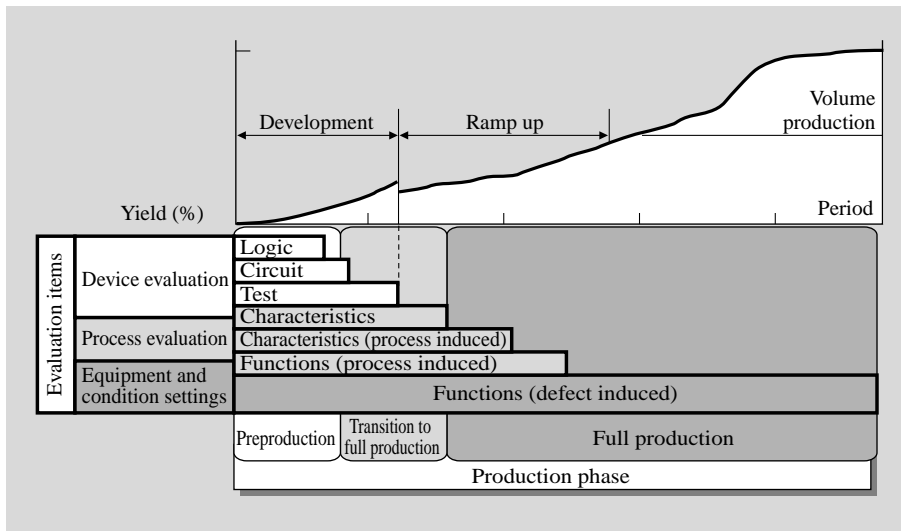 Development
Ramp up
Volume
production
Yield (%)
Period
Evaluation items
Device evaluation
Process evaluation
Equipment and
condition settings
Logic
Circuit
Test
Characteristics
Characteristics (process induced)
Functions (process induced)
Functions (defect induced)
Preproduction
Transition to
full production
Full production
Production phase